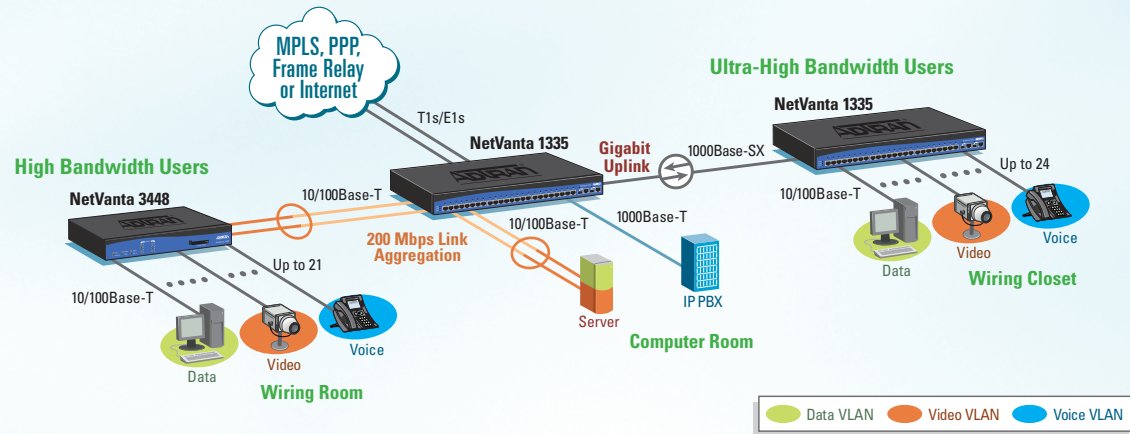 MPLS, PPP,
Frame Relay
or Internet
T1s/E1s
Ultra-High Bandwidth Users
NetVanta 1335
ADTRAN
1000Base-SX
Up to 24
10/100Base-T
Data
Video
Voice
Wiring Closet
NetVanta 1335
ADTRAN
Gigabit
Uplink
High Bandwidth Users
NetVanta 3448
ADTRAN
10/100Base-T
200 Mbps Link
Aggregation
10/100Base-T
1000Base-T
Server
IP PBX
Computer Room
Up to 21
10/100Base-T
Data
Video
Voice
Wiring Room
Data VLAN
Video VLAN
Voice VLAN